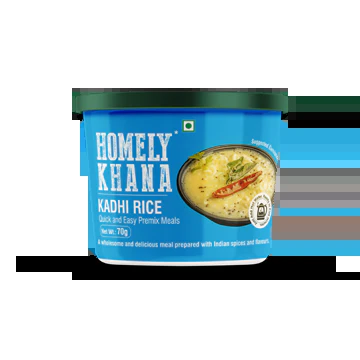 HOMELY
KHANA
KADHI RICE
Quick and Easy Premix Meals
Net Wt: 70g
A wholesome and delicious meal prepared with Indian spices and flavours.